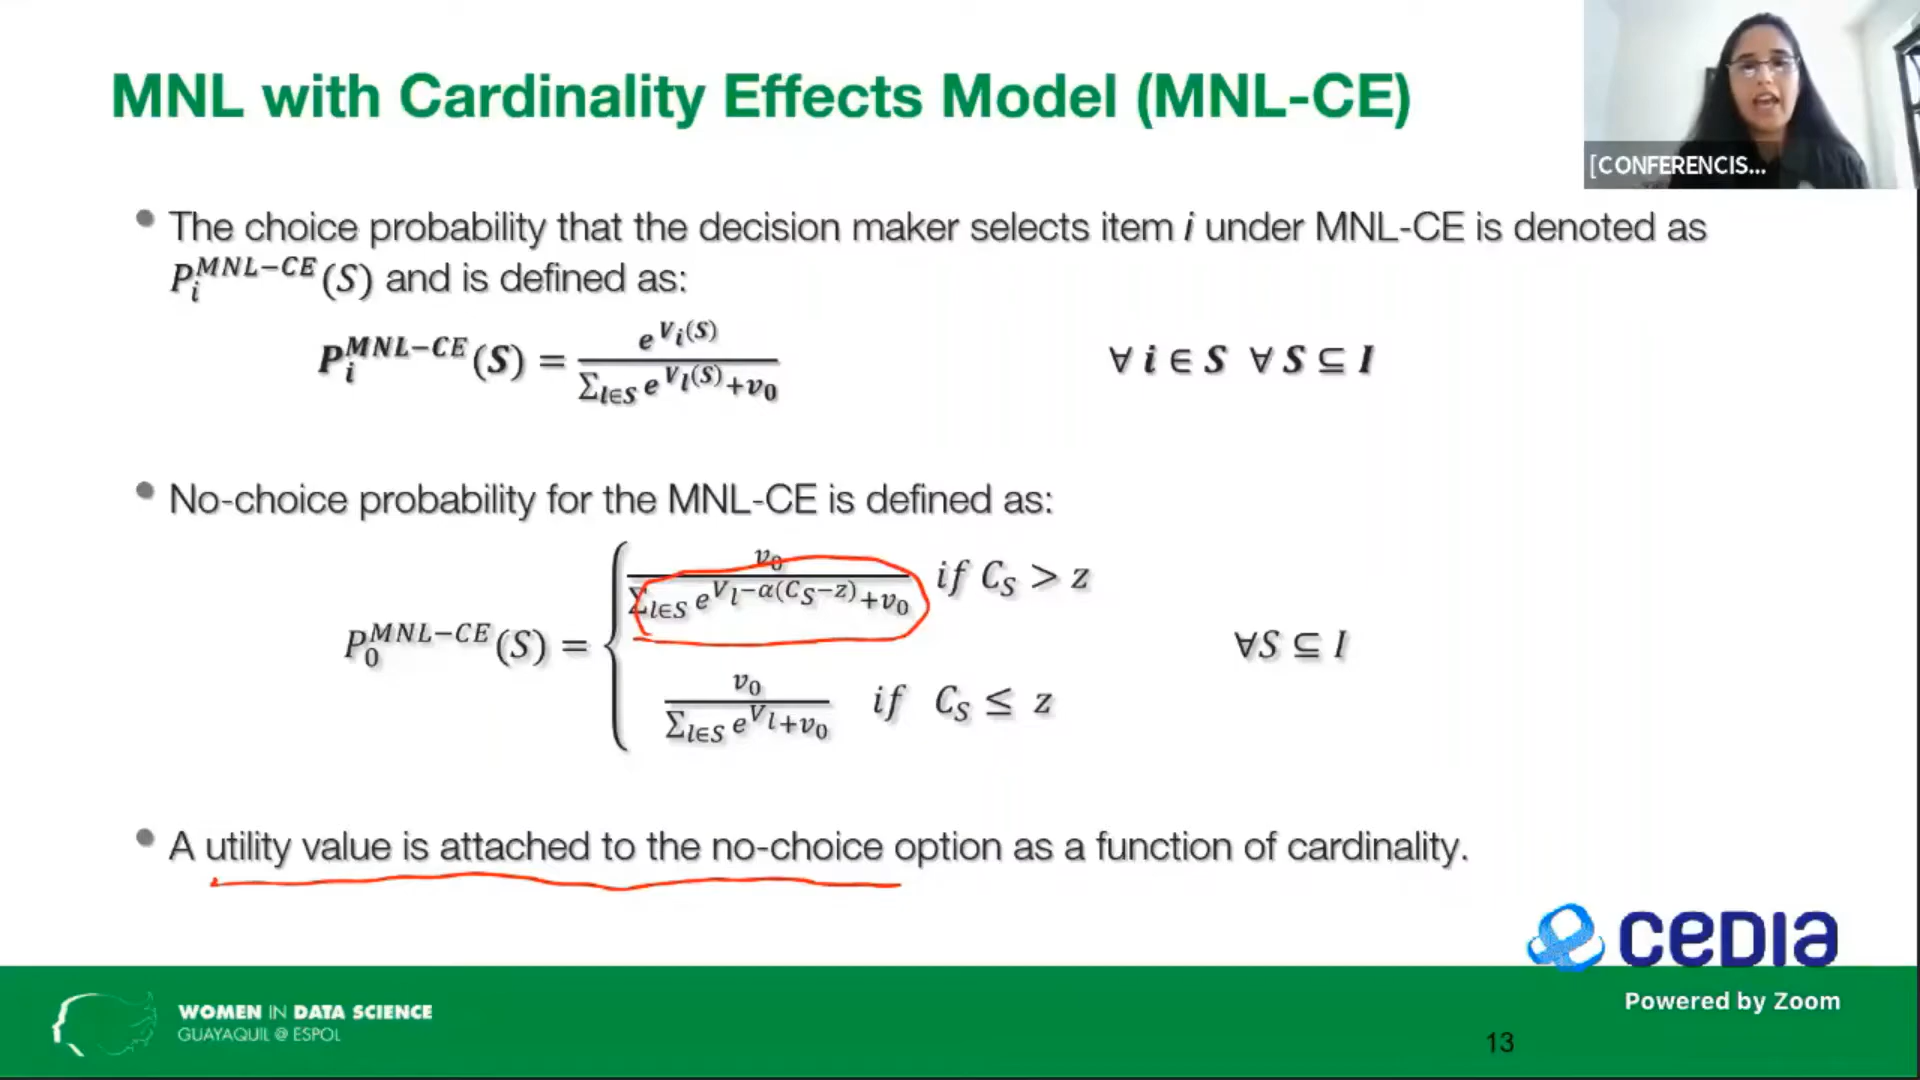 MNL with Cardinality Effects Model (MNL-CE)
[CONFERENCIS...
• The choice probability that the decision maker selects item i under MNL-CE is denoted as
P_i^{MNL−CE}(S) and is defined as:
P_i^{MNL−CE}(S) = e^{V_i(S)} / (∑_{l∈S} e^{V_l(S)} + v_0)   ∀ i ∈ S ∀ S ⊆ I
• No-choice probability for the MNL-CE is defined as:
P_0^{MNL−CE}(S) = { v_0 / (∑_{l∈S} e^{V_l−α(C_S−z)} + v_0) if C_S > z
v_0 / (∑_{l∈S} e^{V_l} + v_0) if C_S ≤ z   ∀S ⊆ I
• A utility value is attached to the no-choice option as a function of cardinality.
cedia
Powered by Zoom
WOMEN IN DATA SCIENCE
GUAYAQUIL @ ESPOL
13